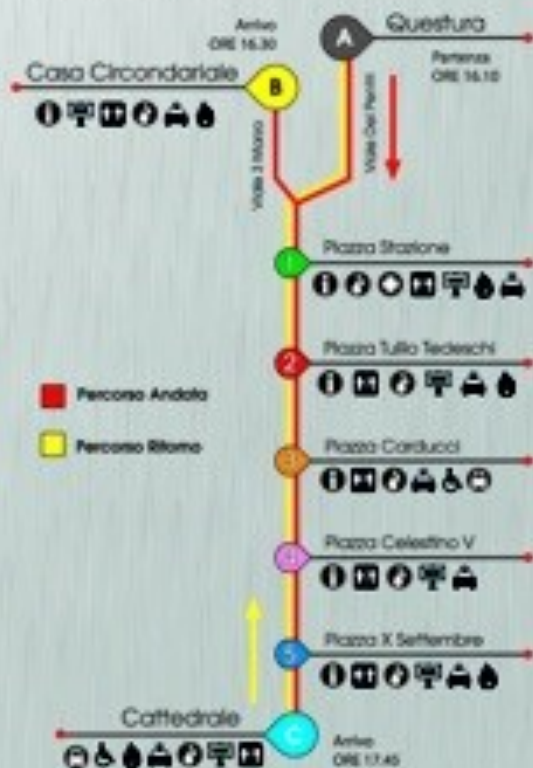 Arrivo
ORE 16.30
A
Questura
Partenza
ORE 16.10
Casa Circondariale
B
Viale 3 Marzo
Viale Dei Pentri
1
Piazza Stazione
2
Piazza Tullio Tedeschi
Percorso Andata
Percorso Ritorno
3
Piazza Carducci
4
Piazza Celestino V
5
Piazza X Settembre
Cattedrale
C
Arrivo
ORE 17.45